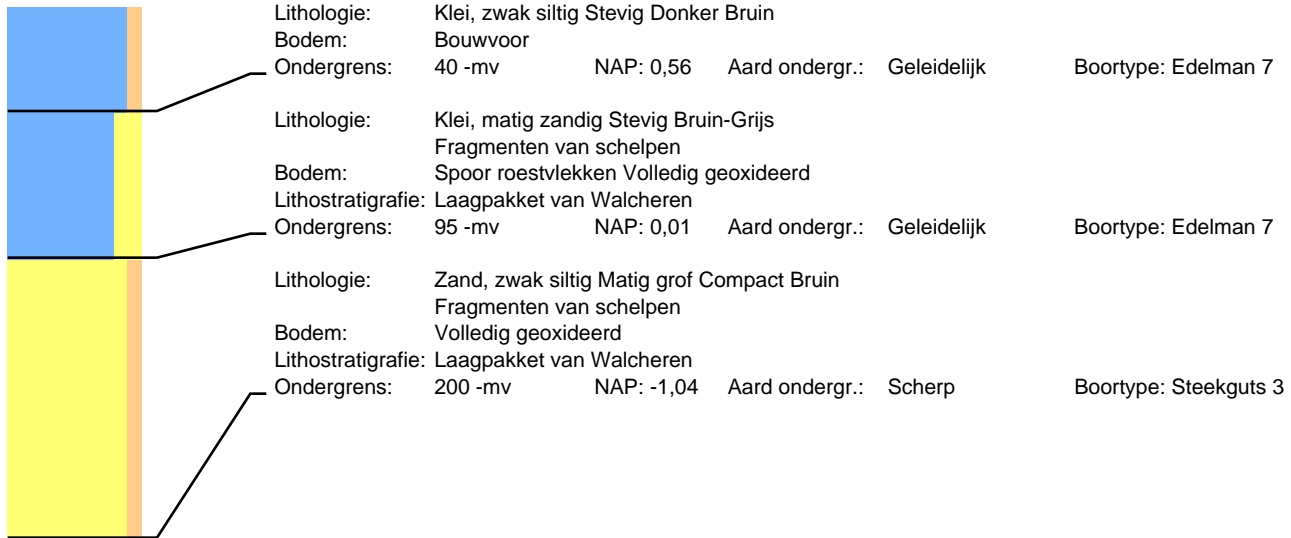 Lithologie: Klei, zwak siltig Stevig Donker Bruin
Bodem: Bouwvoor
Ondergrens: 40 -mv NAP: 0,56 Aard ondergr.: Geleidelijk Boortype: Edelman 7
Lithologie: Klei, matig zandig Stevig Bruin-Grijs
Fragmenten van schelpen
Bodem: Spoor roestvlekken Volledig geoxideerd
Lithostratigrafie: Laagpakket van Walcheren
Ondergrens: 95 -mv NAP: 0,01 Aard ondergr.: Geleidelijk Boortype: Edelman 7
Lithologie: Zand, zwak siltig Matig grof Compact Bruin
Fragmenten van schelpen
Bodem: Volledig geoxideerd
Lithostratigrafie: Laagpakket van Walcheren
Ondergrens: 200 -mv NAP: -1,04 Aard ondergr.: Scherp Boortype: Steekguts 3